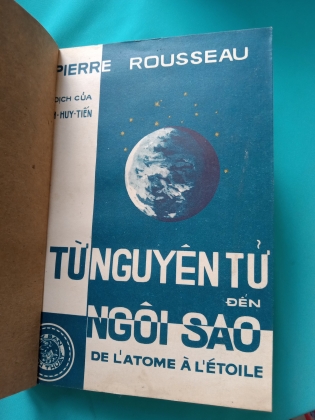 PIERRE ROUSSEAU
DỊCH CỦA
HUY-TIẾN
TỪ NGUYÊN TỬ
ĐẾN
NGÔI SAO
DE L'ATOME À L'ÉTOILE